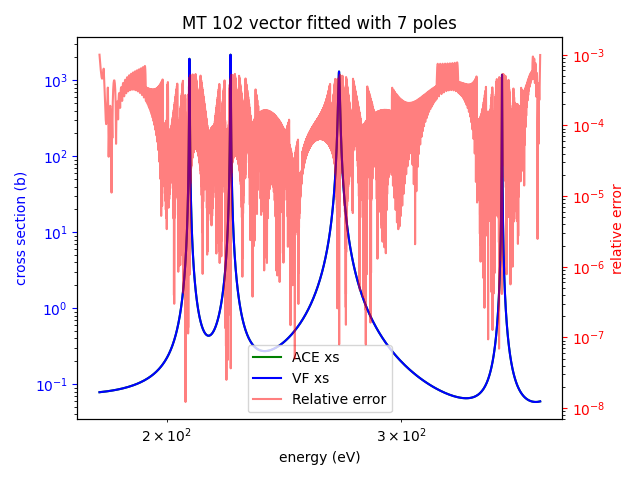 MT 102 vector fitted with 7 poles
cross section (b)
10³
10²
10¹
10⁰
10⁻¹
10⁻³
10⁻⁴
10⁻⁵
10⁻⁶
10⁻⁷
10⁻⁸
relative error
ACE xs
VF xs
Relative error
2 × 10²
3 × 10²
energy (eV)